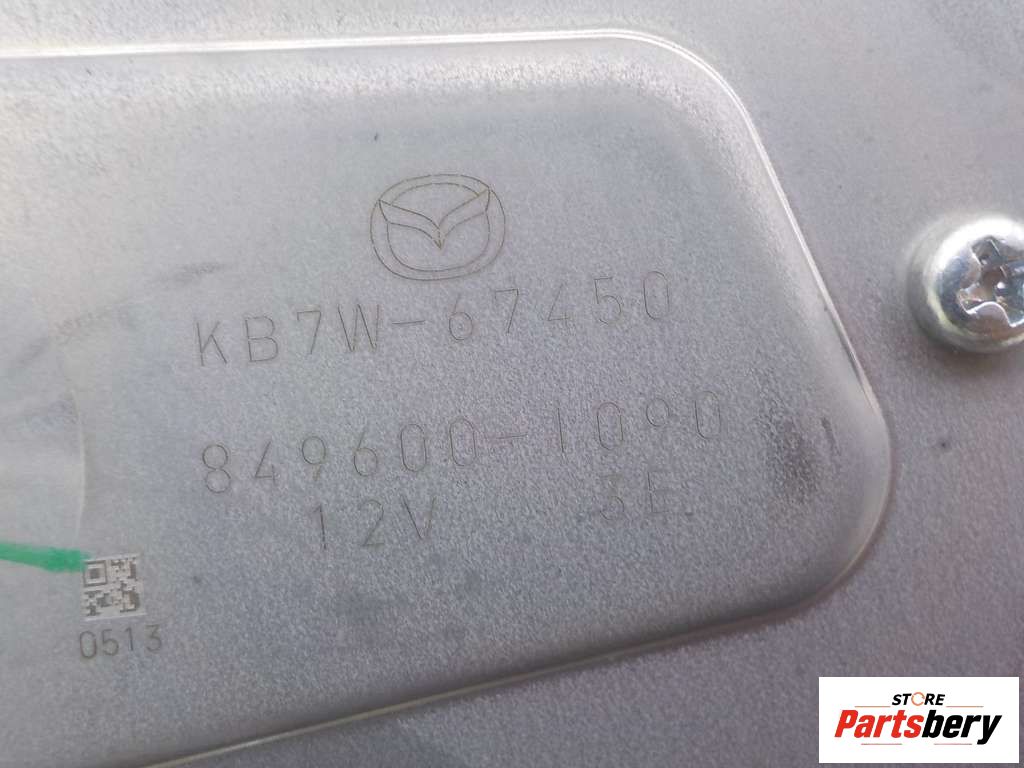 KB7W-67450
849600-1090
12V 3E
0513
STORE
Partsbery